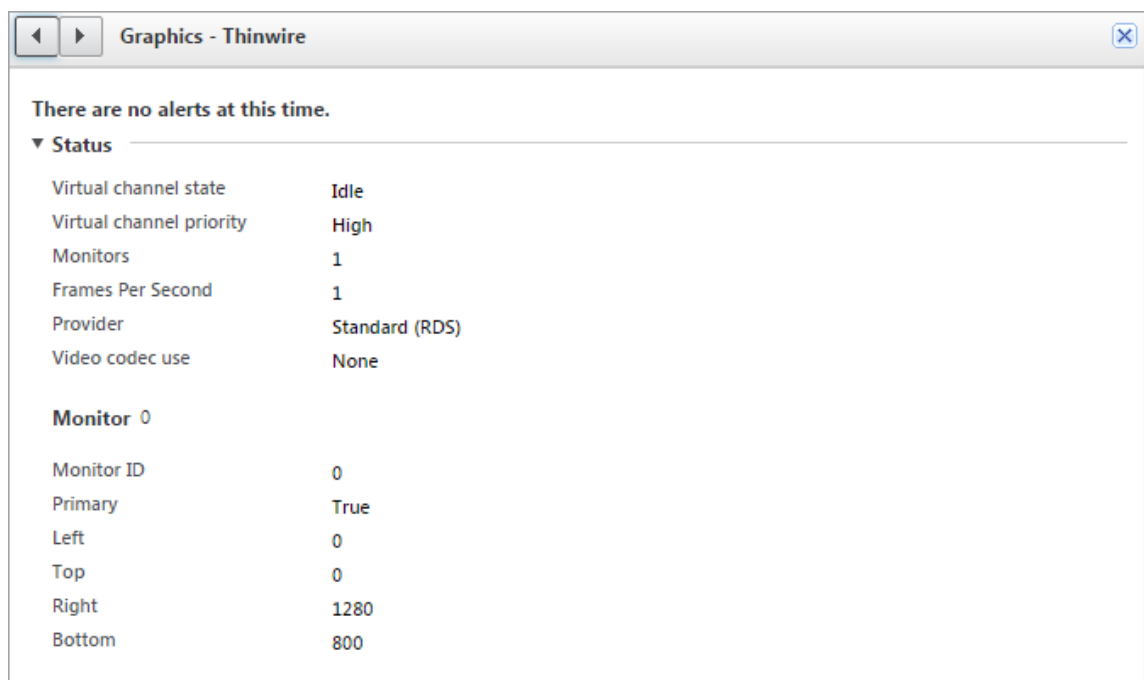 Graphics - Thinwire
There are no alerts at this time.
Status
Virtual channel state Idle
Virtual channel priority High
Monitors 1
Frames Per Second 1
Provider Standard (RDS)
Video codec use None
Monitor 0
Monitor ID 0
Primary True
Left 0
Top 0
Right 1280
Bottom 800